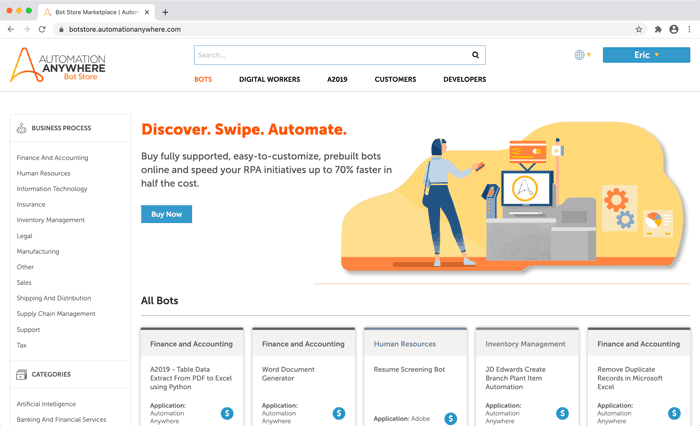 Bot Store Marketplace | Autom
botstore.automationanywhere.com
AUTOMATION
ANYWHERE
Bot Store
Search...
Eric
BOTS DIGITAL WORKERS A2019 CUSTOMERS DEVELOPERS
BUSINESS PROCESS
Finance And Accounting
Human Resources
Information Technology
Insurance
Inventory Management
Legal
Manufacturing
Other
Sales
Shipping And Distribution
Supply Chain Management
Support
Tax
CATEGORIES
Artificial Intelligence
Banking And Financial Services
Discover. Swipe. Automate.
Buy fully supported, easy-to-customize, prebuilt bots
online and speed your RPA initiatives up to 70% faster in
half the cost.
Buy Now
All Bots
Finance and Accounting
A2019 - Table Data
Extract From PDF to Excel
using Python
Application:
Automation
Anywhere
$
Finance and Accounting
Word Document
Generator
Application:
Automation
Anywhere
$
Human Resources
Resume Screening Bot
Application: Adobe
$
Inventory Management
JD Edwards Create
Branch Plant Item
Automation
Application:
Automation
Anywhere
$
Finance and Accounting
Remove Duplicate
Records in Microsoft
Excel
Application:
Automation
Anywhere
$